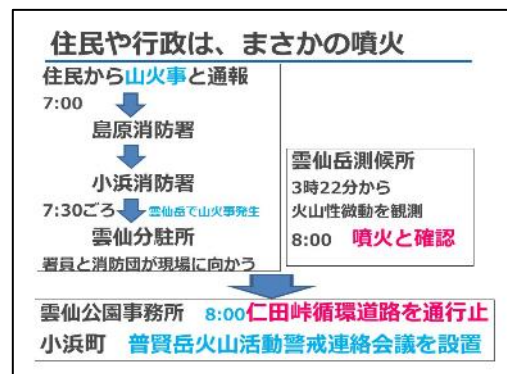 住民や行政は、まさかの噴火
住民から山火事と通報
7:00
島原消防署
小浜消防署
7:30ごろ 雲仙岳で山火事発生
雲仙分駐所
署員と消防団が現場に向かう
雲仙岳測候所
3時22分から
火山性微動を観測
8:00 噴火と確認
雲仙公園事務所 8:00仁田峠循環道路を通行止
小浜町 普賢岳火山活動警戒連絡会議を設置